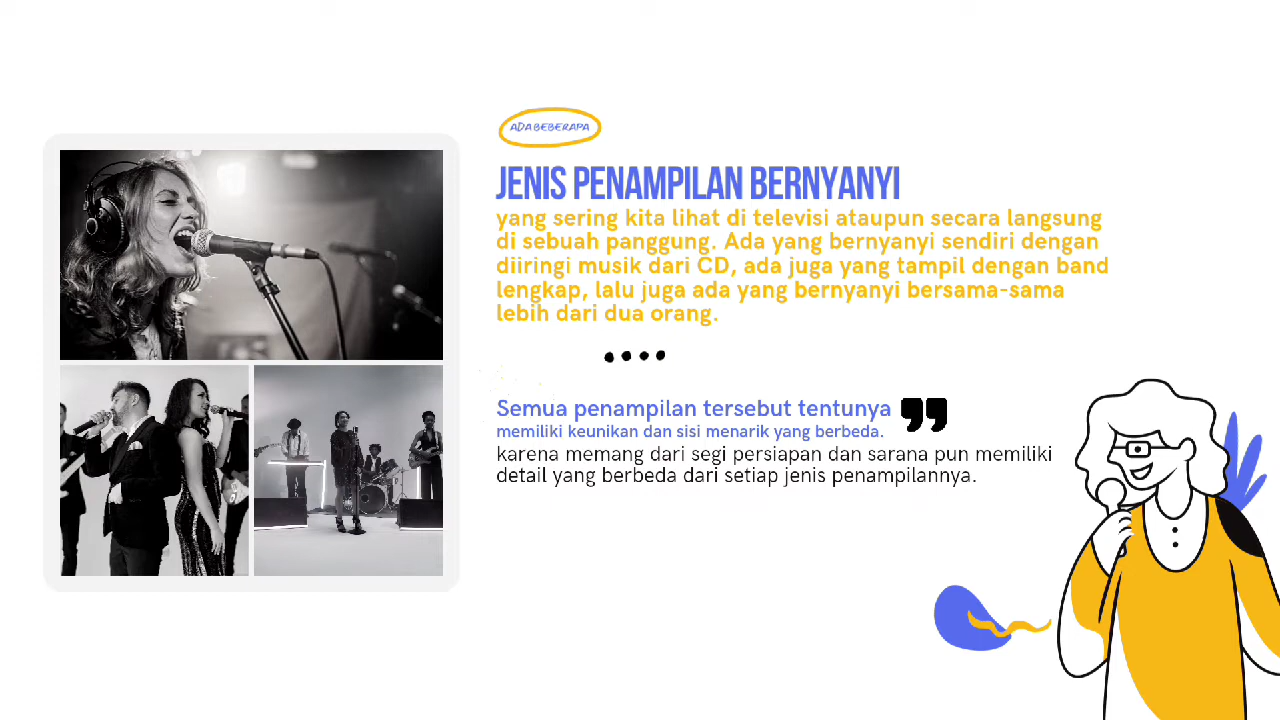 ADA BEBERAPA
JENIS PENAMPILAN BERNYANYI
yang sering kita lihat di televisi ataupun secara langsung
di sebuah panggung. Ada yang bernyanyi sendiri dengan
diiringi musik dari CD, ada juga yang tampil dengan band
lengkap, lalu juga ada yang bernyanyi bersama-sama
lebih dari dua orang.
Semua penampilan tersebut tentunya
memiliki keunikan dan sisi menarik yang berbeda.
karena memang dari segi persiapan dan sarana pun memiliki
detail yang berbeda dari setiap jenis penampilannya.